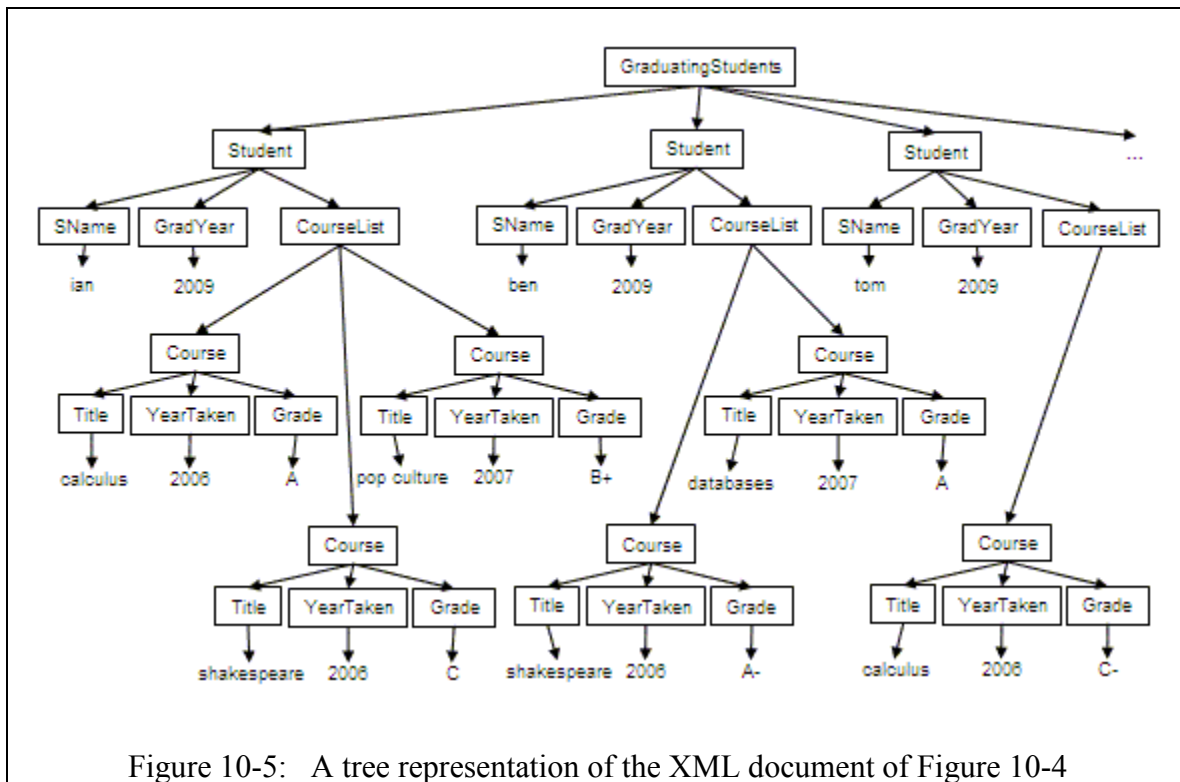 GraduatingStudents
Student Student Student ...
SName GradYear CourseList SName GradYear CourseList SName GradYear CourseList
ian 2009 ben 2009 tom 2009
Course Course Course
Title YearTaken Grade Title YearTaken Grade Title YearTaken Grade
calculus 2006 A pop culture 2007 B+ databases 2007 A
Course Course Course
Title YearTaken Grade Title YearTaken Grade Title YearTaken Grade
shakespeare 2006 C shakespeare 2006 A- calculus 2006 C-
Figure 10-5: A tree representation of the XML document of Figure 10-4